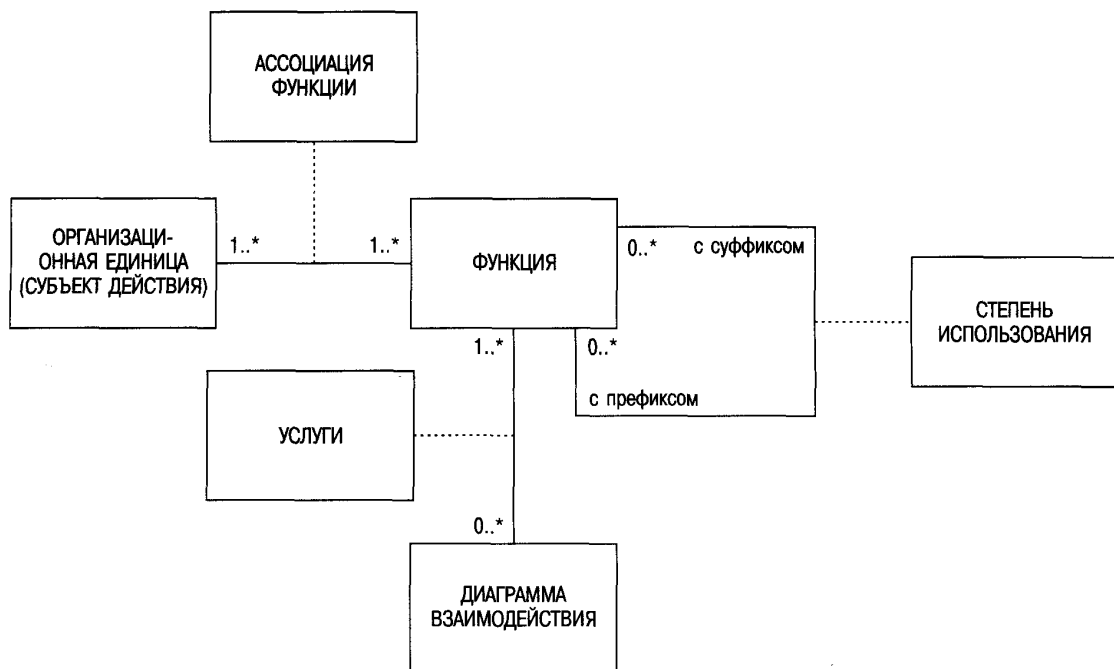 АССОЦИАЦИЯ
ФУНКЦИИ
ОРГАНИЗАЦИ-
ОННАЯ ЕДИНИЦА
(СУБЪЕКТ ДЕЙСТВИЯ)
1..*
1..*
ФУНКЦИЯ
0..*
с суффиксом
СТЕПЕНЬ
ИСПОЛЬЗОВАНИЯ
1..*
0..*
с префиксом
УСЛУГИ
0..*
ДИАГРАММА
ВЗАИМОДЕЙСТВИЯ